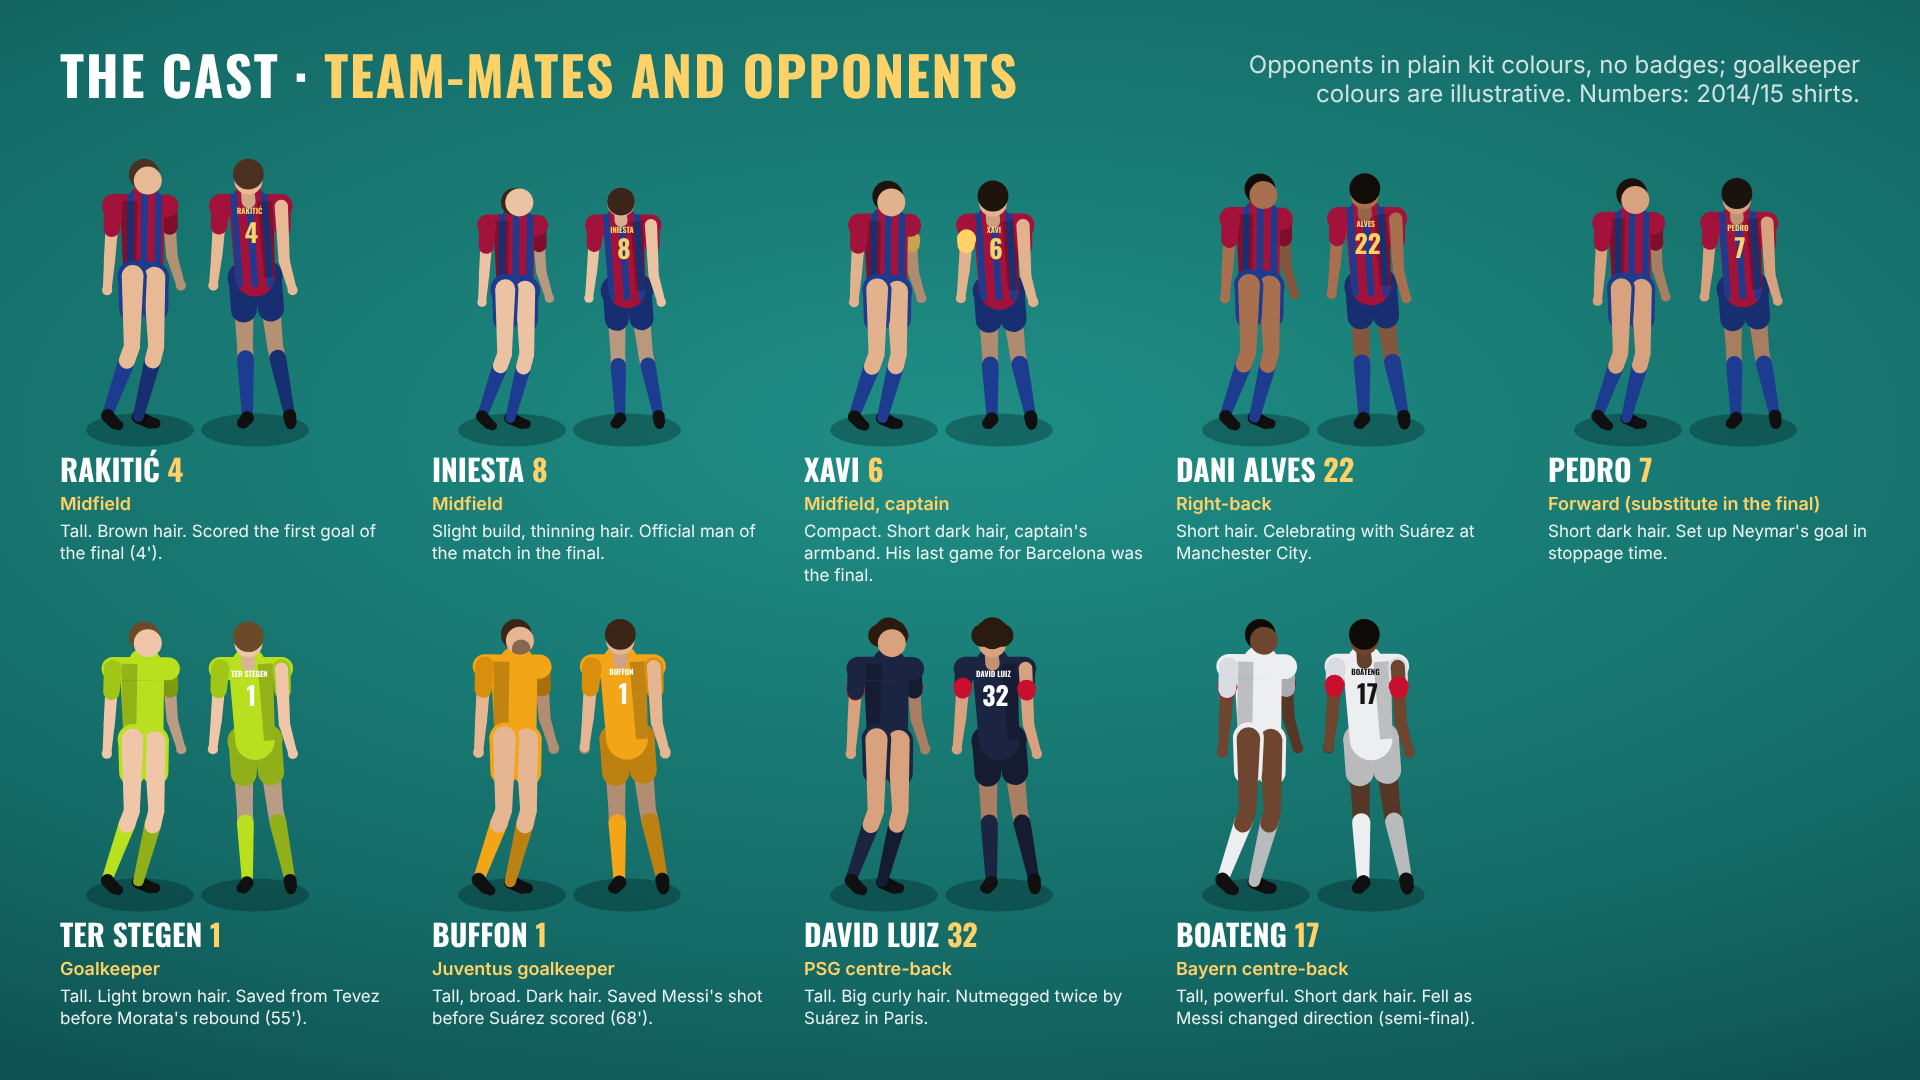 THE CAST · TEAM-MATES AND OPPONENTS
Opponents in plain kit colours, no badges; goalkeeper
colours are illustrative. Numbers: 2014/15 shirts.
RAKITIĆ
4
INIESTA
8
XAVI
6
ALVES
22
PEDRO
7
RAKITIĆ 4
Midfield
Tall. Brown hair. Scored the first goal of
the final (4').
INIESTA 8
Midfield
Slight build, thinning hair. Official man of
the match in the final.
XAVI 6
Midfield, captain
Compact. Short dark hair, captain's
armband. His last game for Barcelona was
the final.
DANI ALVES 22
Right-back
Short hair. Celebrating with Suárez at
Manchester City.
PEDRO 7
Forward (substitute in the final)
Short dark hair. Set up Neymar's goal in
stoppage time.
TER STEGEN
1
BUFFON
1
DAVID LUIZ
32
BOATENG
17
TER STEGEN 1
Goalkeeper
Tall. Light brown hair. Saved from Tevez
before Morata's rebound (55').
BUFFON 1
Juventus goalkeeper
Tall, broad. Dark hair. Saved Messi's shot
before Suárez scored (68').
DAVID LUIZ 32
PSG centre-back
Tall. Big curly hair. Nutmegged twice by
Suárez in Paris.
BOATENG 17
Bayern centre-back
Tall, powerful. Short dark hair. Fell as
Messi changed direction (semi-final).